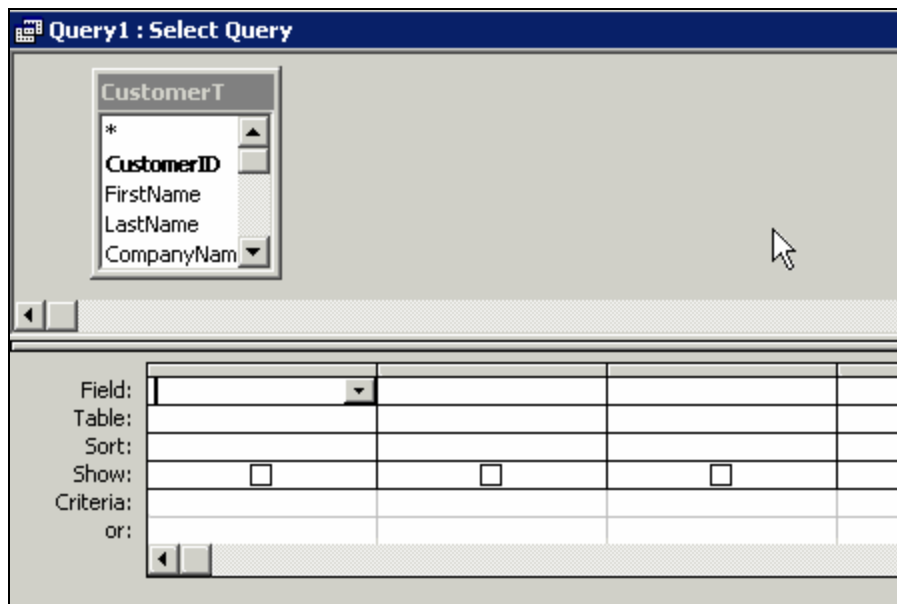 Query1 : Select Query
CustomerT
*
CustomerID
FirstName
LastName
CompanyNam
Field:
Table:
Sort:
Show:
Criteria:
or: